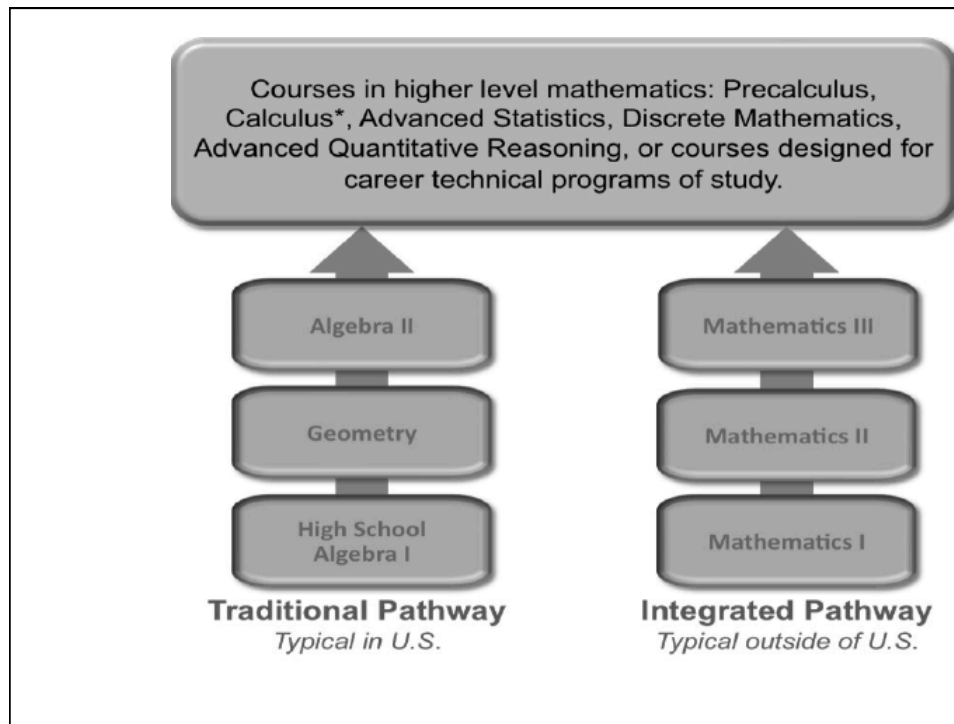 Courses in higher level mathematics: Precalculus,
Calculus*, Advanced Statistics, Discrete Mathematics,
Advanced Quantitative Reasoning, or courses designed for
career technical programs of study.
Algebra II
Geometry
High School
Algebra I
Traditional Pathway
Typical in U.S.
Mathematics III
Mathematics II
Mathematics I
Integrated Pathway
Typical outside of U.S.